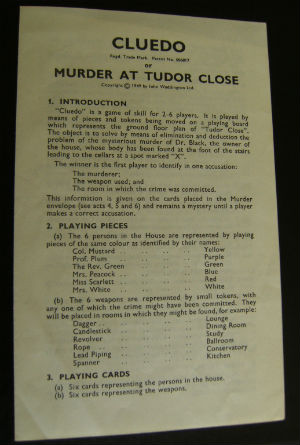 CLUEDO
Regd. Trade Mark. Patent No. 586817
or
MURDER AT TUDOR CLOSE
Copyright © 1949 by John Waddington Ltd.
1. INTRODUCTION
"Cluedo" is a game of skill for 2-6 players. It is played by
means of pieces and tokens being moved on a playing board
which represents the ground floor plan of "Tudor Close".
The object is to solve by means of elimination and deduction the
problem of the mysterious murder of Dr. Black, the owner of
the house, whose body has been found at the foot of the stairs
leading to the cellars at a spot marked "X".
The winner is the first player to identify in one accusation:
The murderer;
The weapon used; and
The room in which the crime was committed.
This information is given on the cards placed in the Murder
envelope (see acts 4, 5 and 6) and remains a mystery until a player
makes a correct accusation.
2. PLAYING PIECES
(a) The 6 persons in the House are represented by playing
pieces of the same colour as identified by their names:
Col. Mustard .. .. .. .. Yellow
Prof. Plum .. .. .. .. Purple
The Rev. Green .. .. .. .. Green
Mrs. Peacock .. .. .. .. Blue
Miss Scarlett .. .. .. .. Red
Mrs. White .. .. .. .. White
(b) The 6 weapons are represented by small tokens, with
any one of which the crime might have been committed. They
will be placed in rooms in which they might be found, for example:
Dagger .. .. .. .. .. Lounge
Candlestick .. .. .. .. Dining Room
Revolver .. .. .. .. Study
Rope .. .. .. .. .. Ballroom
Lead Piping .. .. .. .. Conservatory
Spanner .. .. .. .. Kitchen
3. PLAYING CARDS
(a) Six cards representing the persons in the house.
(b) Six cards representing the weapons.